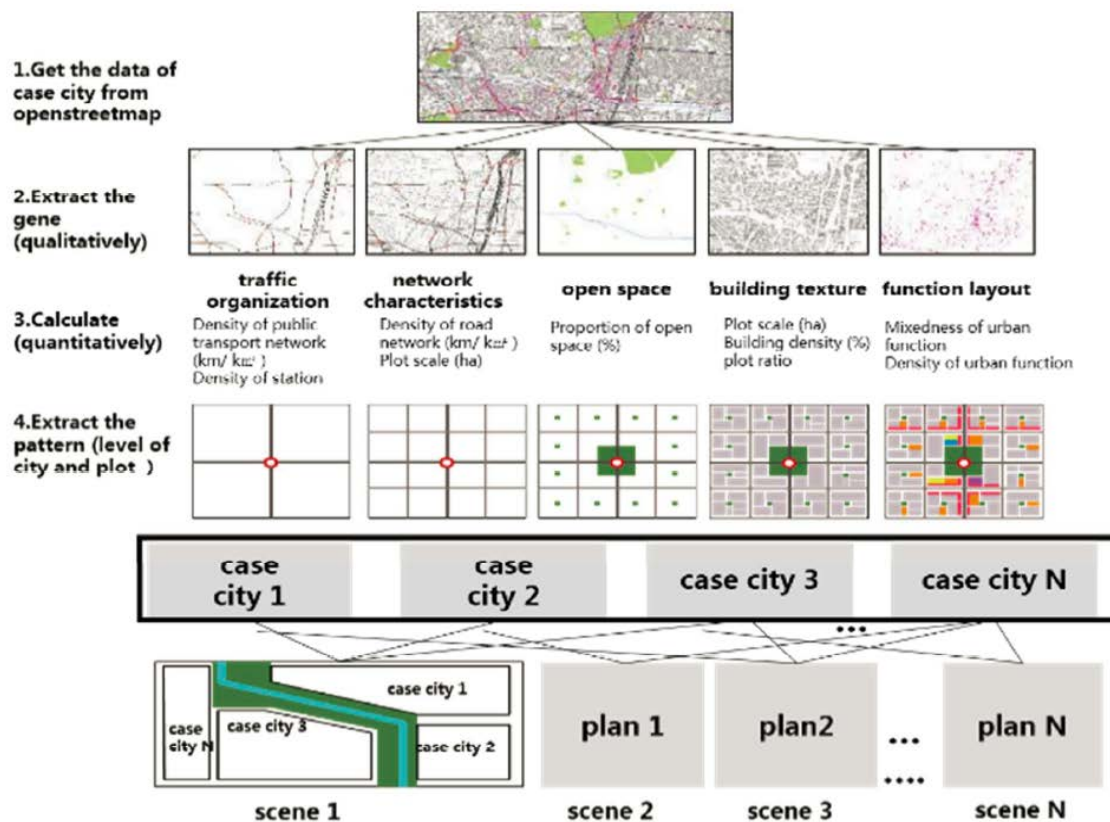 1.Get the data of
case city from
openstreetmap
2.Extract the
gene
(qualitatively)
traffic
organization
network
characteristics
open space
building texture
function layout
3.Calculate
(quantitatively)
Density of public
transport network
(km/ km² )
Density of station
Density of road
network (km/ km² )
Plot scale (ha)
Proportion of open
space (%)
Plot scale (ha)
Building density (%)
plot ratio
Mixedness of urban
function
Density of urban function
4.Extract the
pattern (level of
city and plot )
case
city 1
case
city 2
case city 3
case city N
...
case city 1
case
city N
case city 3
case city 2
plan 1
plan2
...
....
plan N
scene 1
scene 2
scene 3
scene N